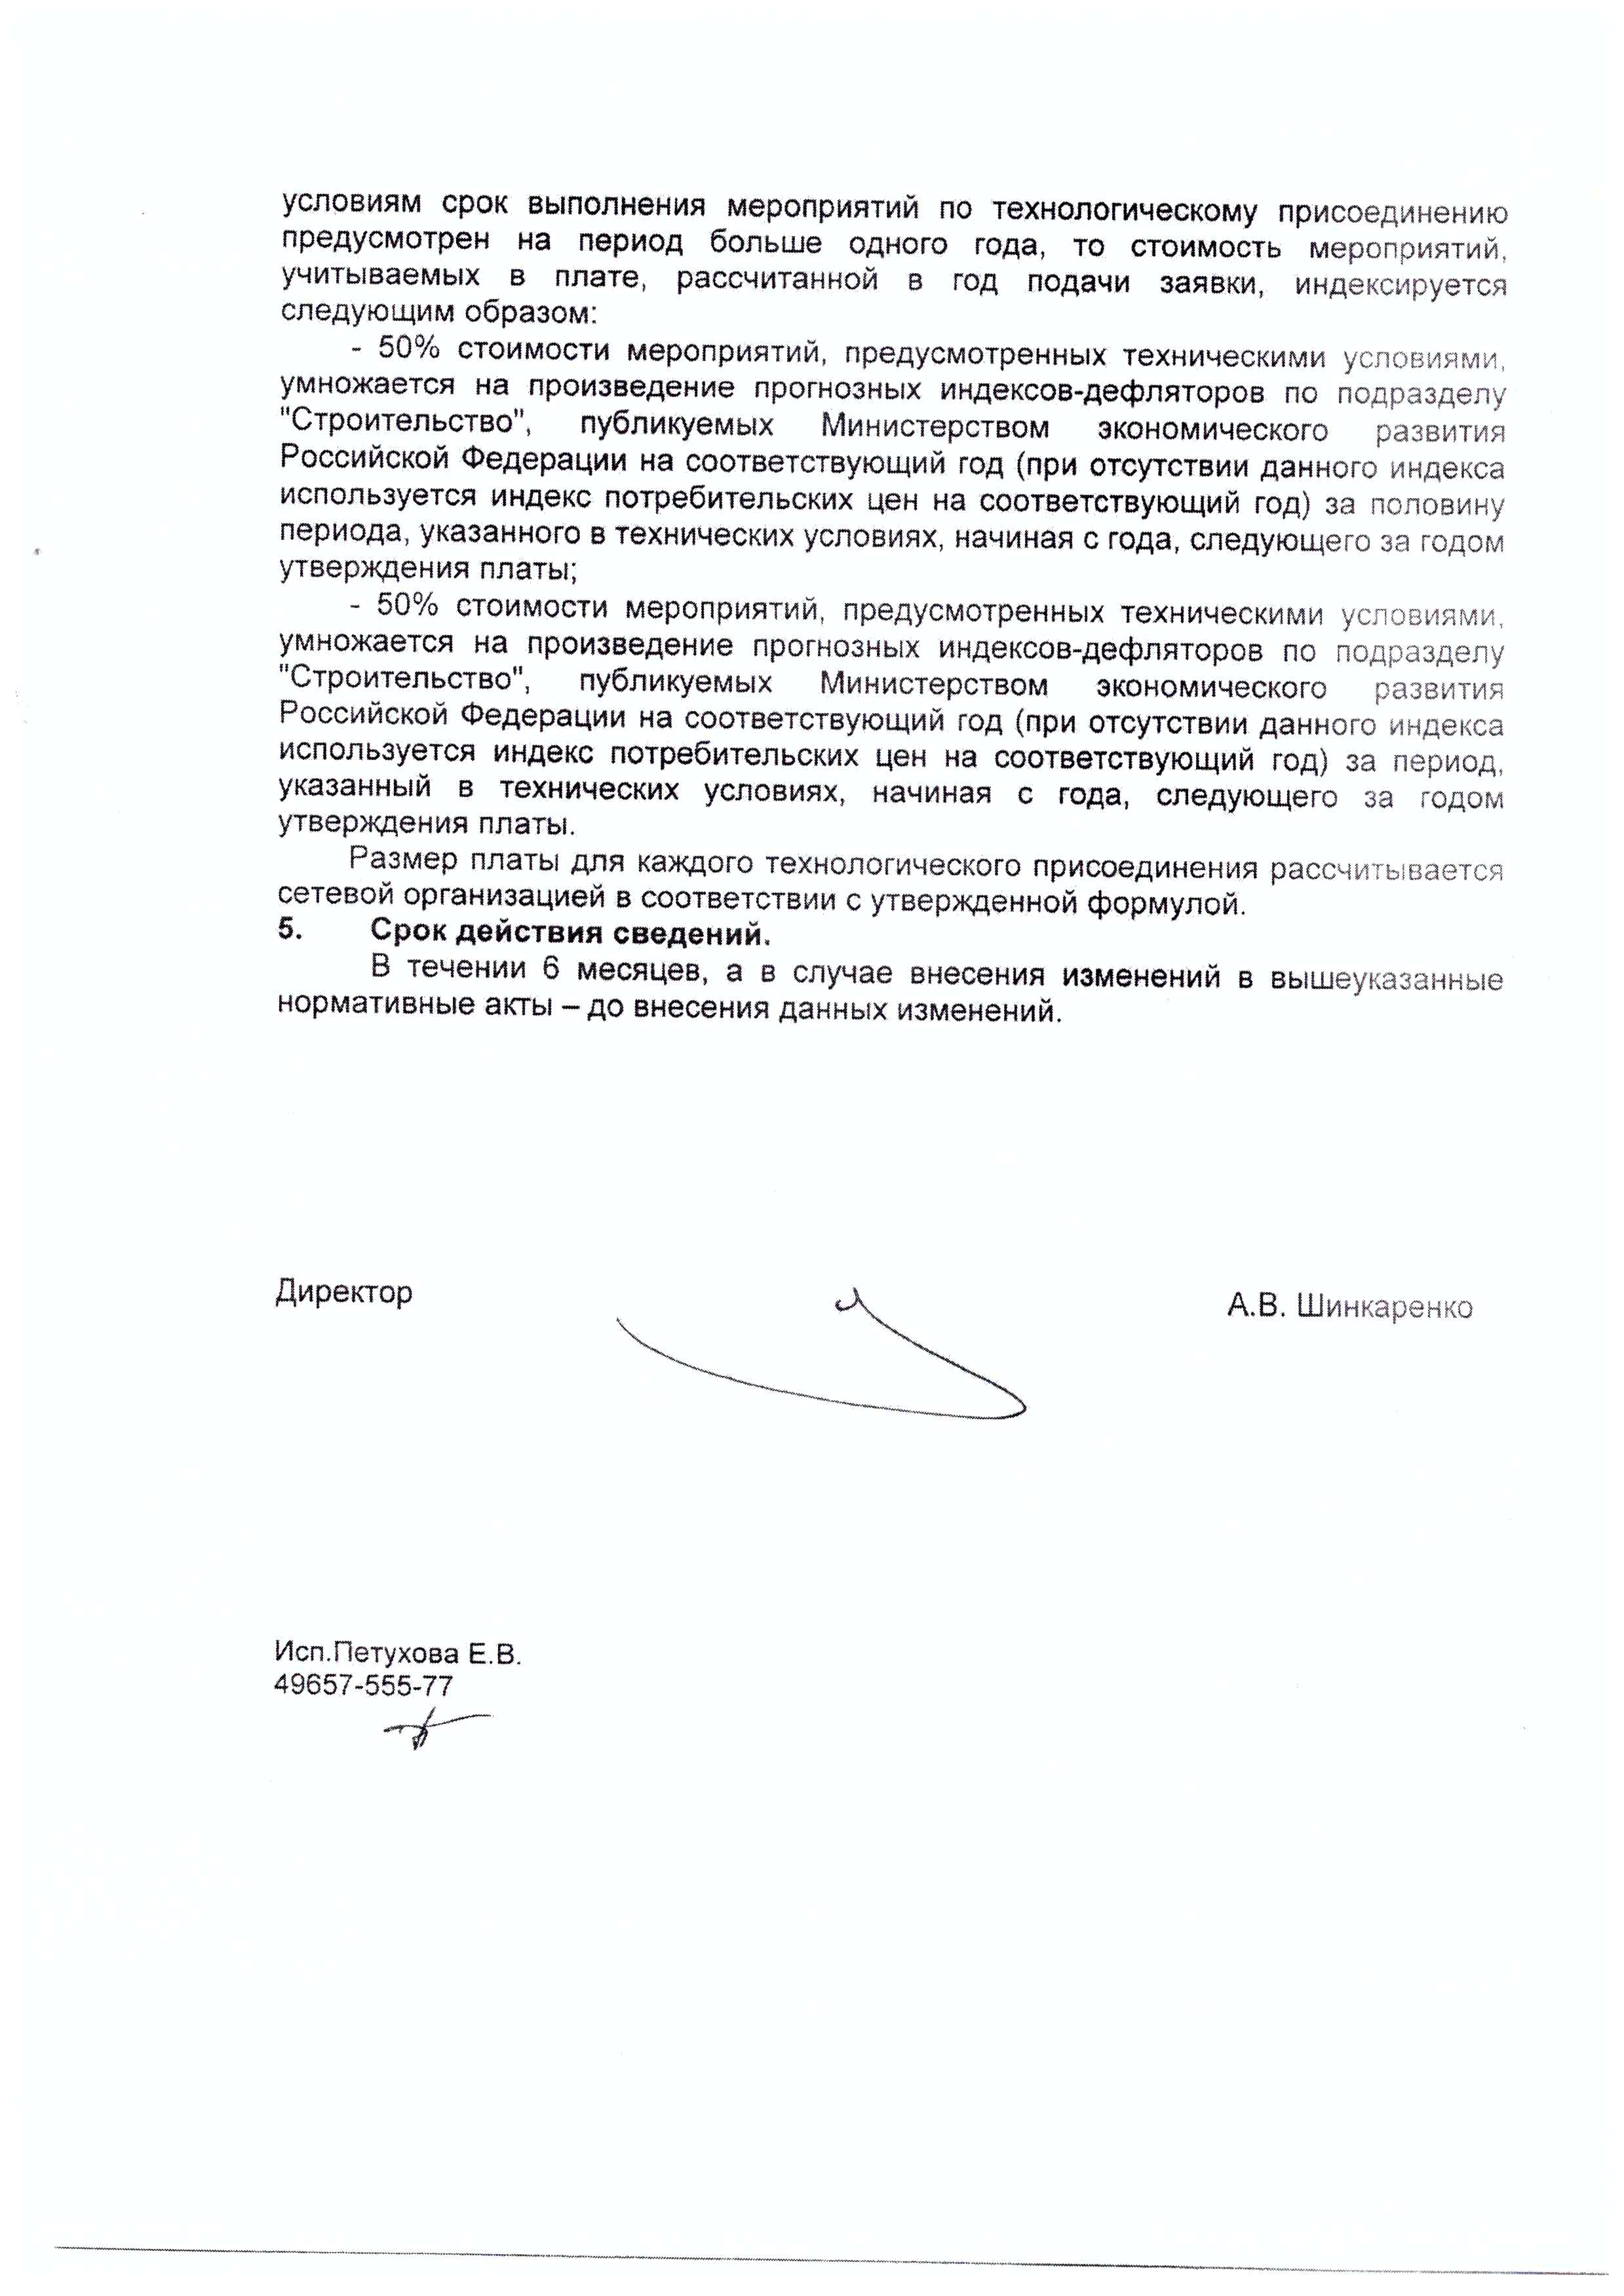 условиям срок выполнения мероприятий по технологическому присоединению
предусмотрен на период больше одного года, то стоимость мероприятий,
учитываемых в плате, рассчитанной в год подачи заявки, индексируется
следующим образом:
- 50% стоимости мероприятий, предусмотренных техническими условиями,
умножается на произведение прогнозных индексов-дефляторов по подразделу
"Строительство", публикуемых Министерством экономического развития
Российской Федерации на соответствующий год (при отсутствии данного индекса
используется индекс потребительских цен на соответствующий год) за половину
периода, указанного в технических условиях, начиная с года, следующего за годом
утверждения платы;
- 50% стоимости мероприятий, предусмотренных техническими условиями,
умножается на произведение прогнозных индексов-дефляторов по подразделу
"Строительство", публикуемых Министерством экономического развития
Российской Федерации на соответствующий год (при отсутствии данного индекса
используется индекс потребительских цен на соответствующий год) за период,
указанный в технических условиях, начиная с года, следующего за годом
утверждения платы.
Размер платы для каждого технологического присоединения рассчитывается
сетевой организацией в соответствии с утвержденной формулой.
5. Срок действия сведений.
В течении 6 месяцев, а в случае внесения изменений в вышеуказанные
нормативные акты – до внесения данных изменений.
Директор А.В. Шинкаренко
Исп.Петухова Е.В.
49657-555-77